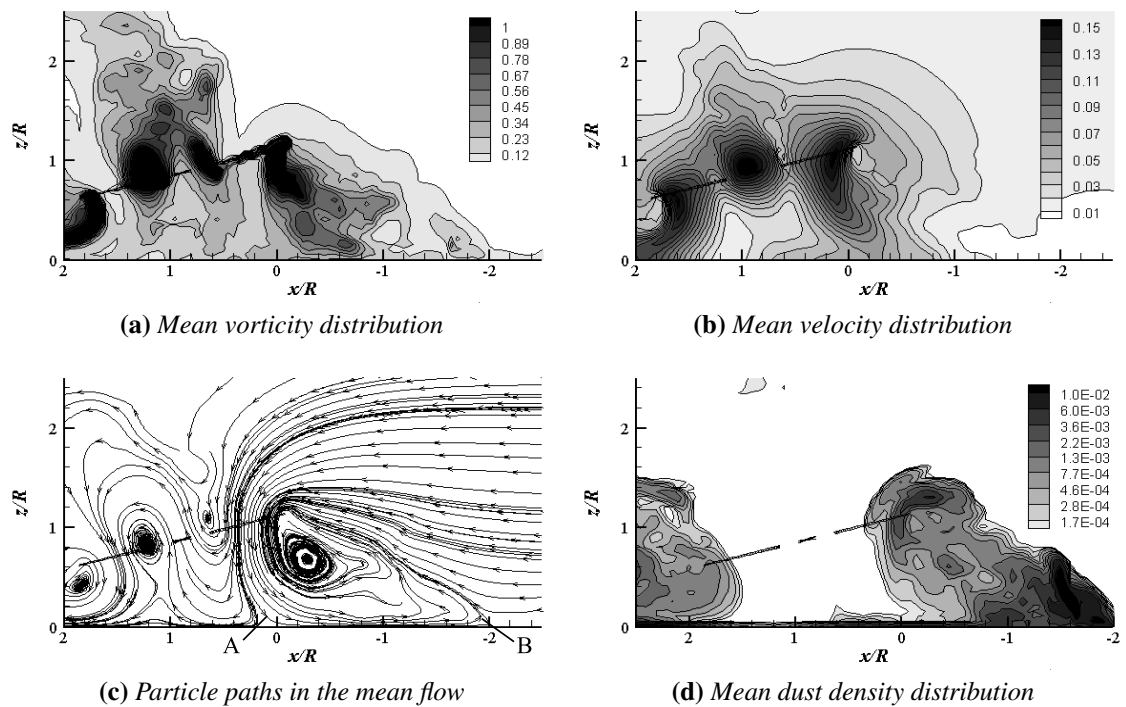 1
0.89
0.78
0.67
0.56
0.45
0.34
0.23
0.12
z/R
2
1
0
2 1 0 -1 -2
x/R
(a) Mean vorticity distribution
0.15
0.13
0.11
0.09
0.07
0.05
0.03
0.01
z/R
2
1
0
2 1 0 -1 -2
x/R
(b) Mean velocity distribution
z/R
2
1
0
2 1 0 -1 -2
A
B
x/R
(c) Particle paths in the mean flow
1.0E-02
6.0E-03
3.6E-03
2.2E-03
1.3E-03
7.7E-04
4.6E-04
2.8E-04
1.7E-04
z/R
2
1
0
2 1 0 -1 -2
x/R
(d) Mean dust density distribution